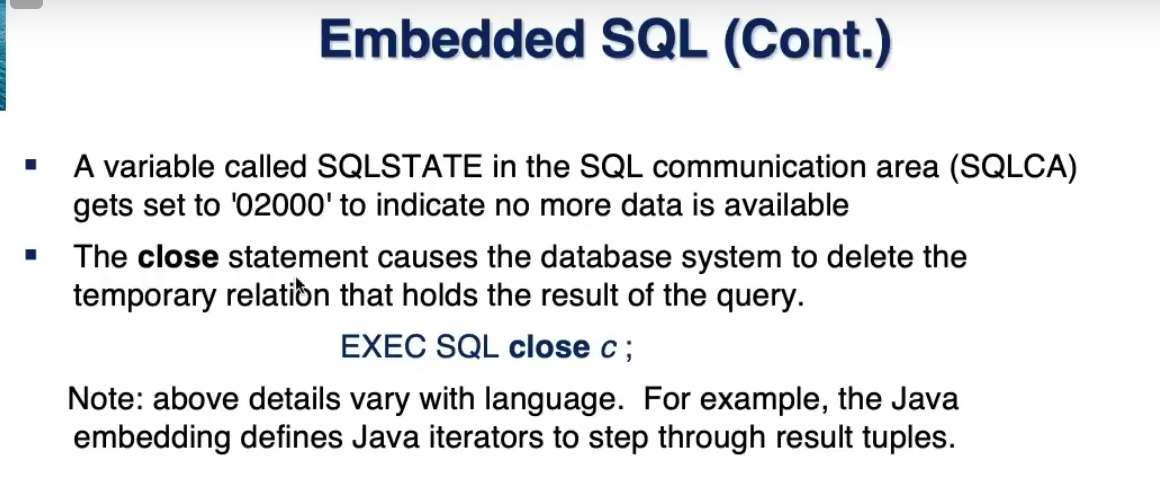 Embedded SQL (Cont.)
▪ A variable called SQLSTATE in the SQL communication area (SQLCA)
gets set to '02000' to indicate no more data is available
▪ The close statement causes the database system to delete the
temporary relation that holds the result of the query.
EXEC SQL close c ;
Note: above details vary with language.  For example, the Java
embedding defines Java iterators to step through result tuples.